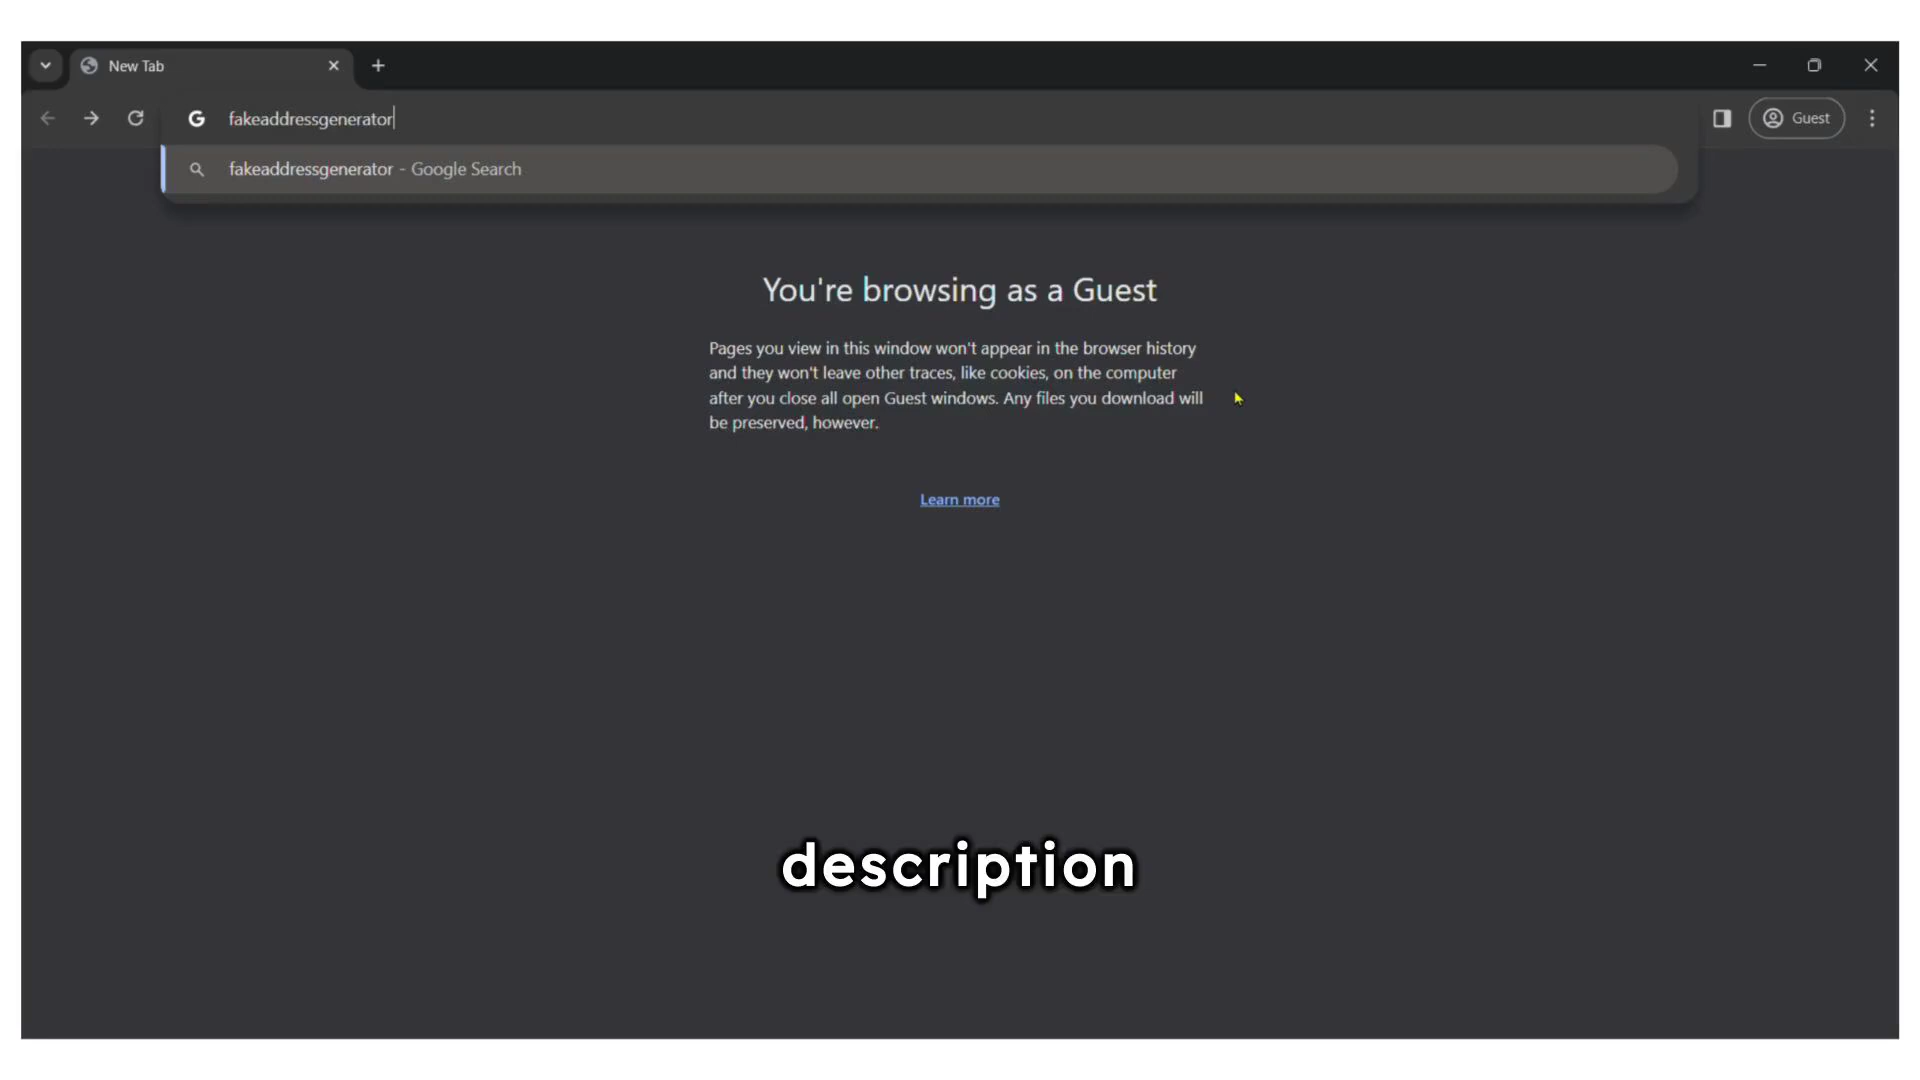 New Tab
fakeaddressgenerator
Guest
fakeaddressgenerator - Google Search
You're browsing as a Guest
Pages you view in this window won't appear in the browser history
and they won't leave other traces, like cookies, on the computer
after you close all open Guest windows. Any files you download will
be preserved, however.
Learn more
description